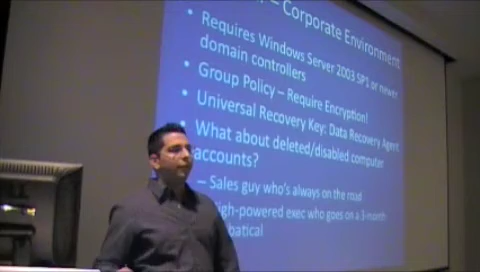 – Corporate Environment
• Requires Windows Server 2003 SP1 or newer
domain controllers
• Group Policy – Require Encryption!
• Universal Recovery Key: Data Recovery Agent
• What about deleted/disabled computer
accounts?
– Sales guy who's always on the road
high-powered exec who goes on a 3-month